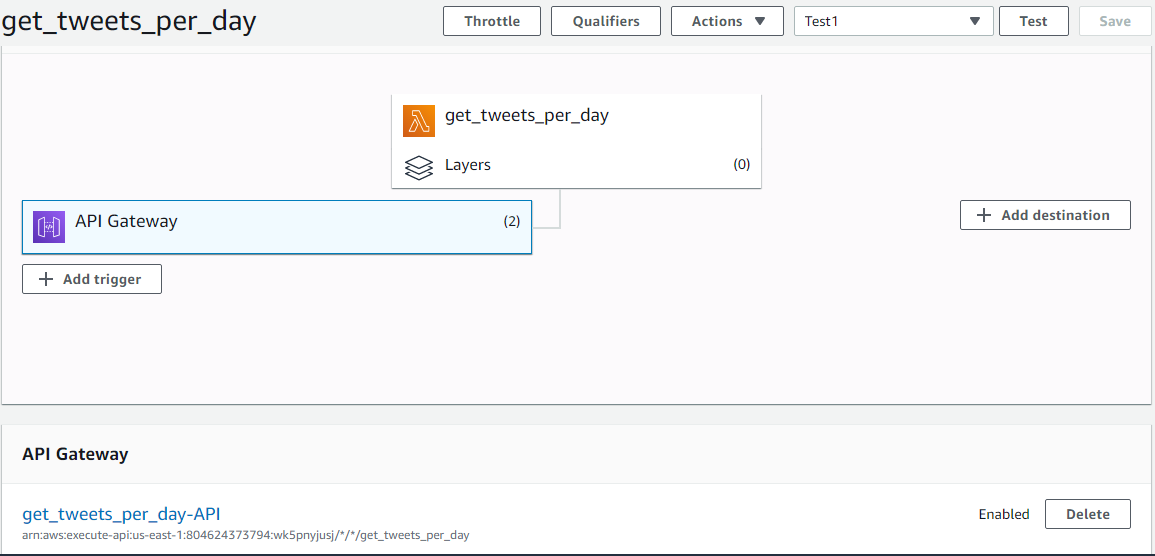 get_tweets_per_day
Throttle
Qualifiers
Actions
Test1
Test
Save
get_tweets_per_day
Layers
(0)
API Gateway
(2)
Add destination
Add trigger
API Gateway
get_tweets_per_day-API
Enabled
Delete
arn:aws:execute-api:us-east-1:804624373794:wk5pnyjusj/*/*/get_tweets_per_day